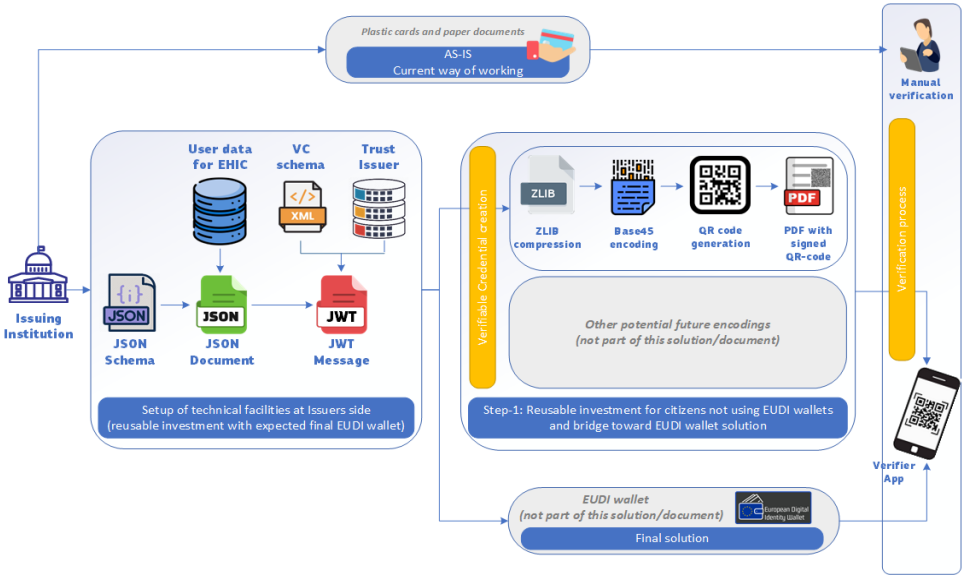 Plastic cards and paper documents
AS-IS
Current way of working
Manual
verification
User data
for EHIC
VC
schema
Trust
Issuer
</>
XML
Issuing
Institution
{i}
JSON
JSON
Schema
JSON
JSON
Document
JWT
JWT
Message
Setup of technical facilities at Issuers side
(reusable investment with expected final EUDI wallet)
Verifiable Credential creation
ZLIB
ZLIB
compression
Base45
encoding
QR code
generation
PDF
PDF with
signed
QR-code
Other potential future encodings
(not part of this solution/document)
Step-1: Reusable investment for citizens not using EUDI wallets
and bridge toward EUDI wallet solution
Verification process
Verifier
App
EUDI wallet
(not part of this solution/document)
European Digital
Identity Wallet
Final solution